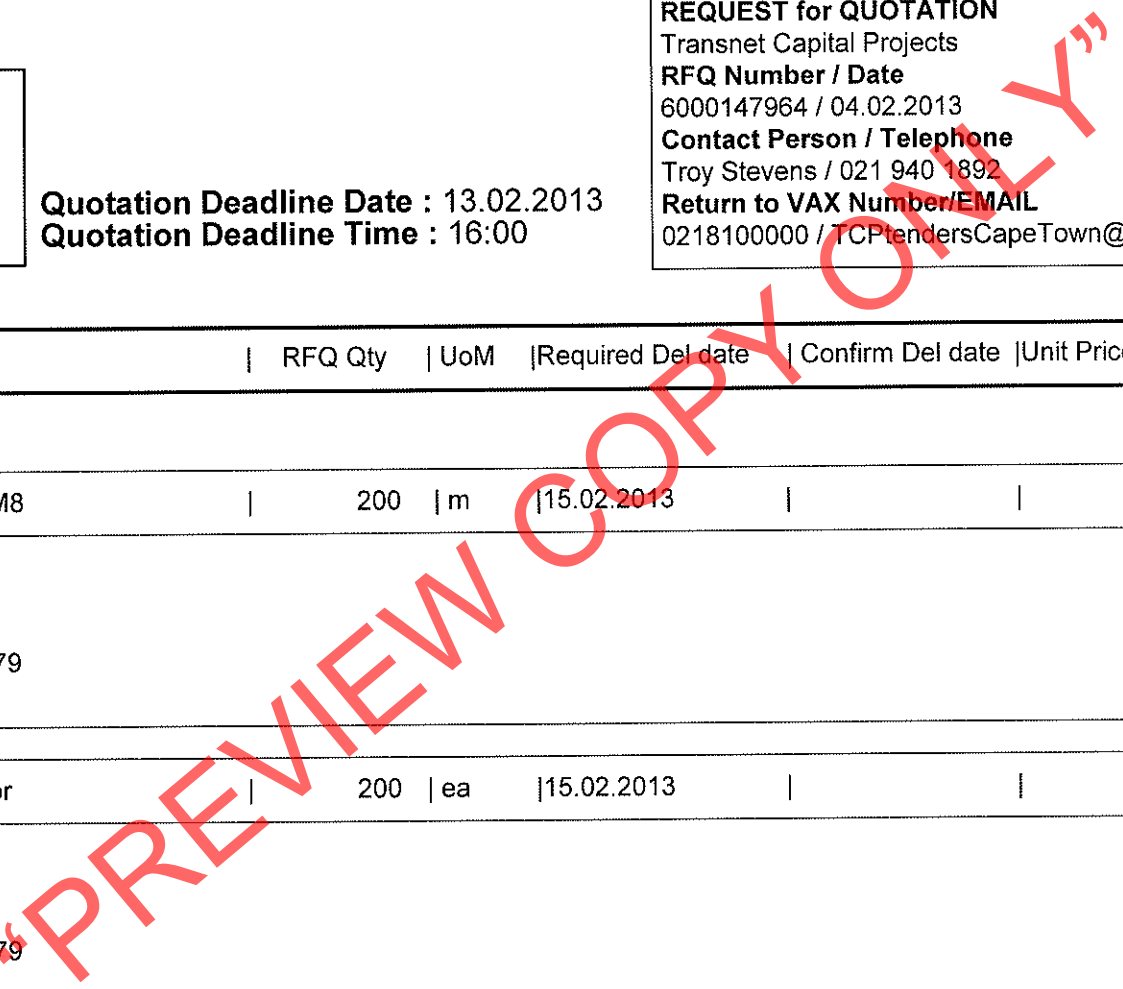 REQUEST for QUOTATION
Transnet Capital Projects
RFQ Number / Date
6000147964 / 04.02.2013
Contact Person / Telephone
Troy Stevens / 021 940 1892
Return to VAX Number/EMAIL
0218100000 / TCPtendersCapeTown@
Quotation Deadline Date : 13.02.2013
Quotation Deadline Time : 16:00
| RFQ Qty | UoM |Required Del date | Confirm Del date |Unit Pric
M8 | 200 | m |15.02.2013 | |
79
or | 200 | ea |15.02.2013 | |
79
“PREVIEW COPY ONLY”